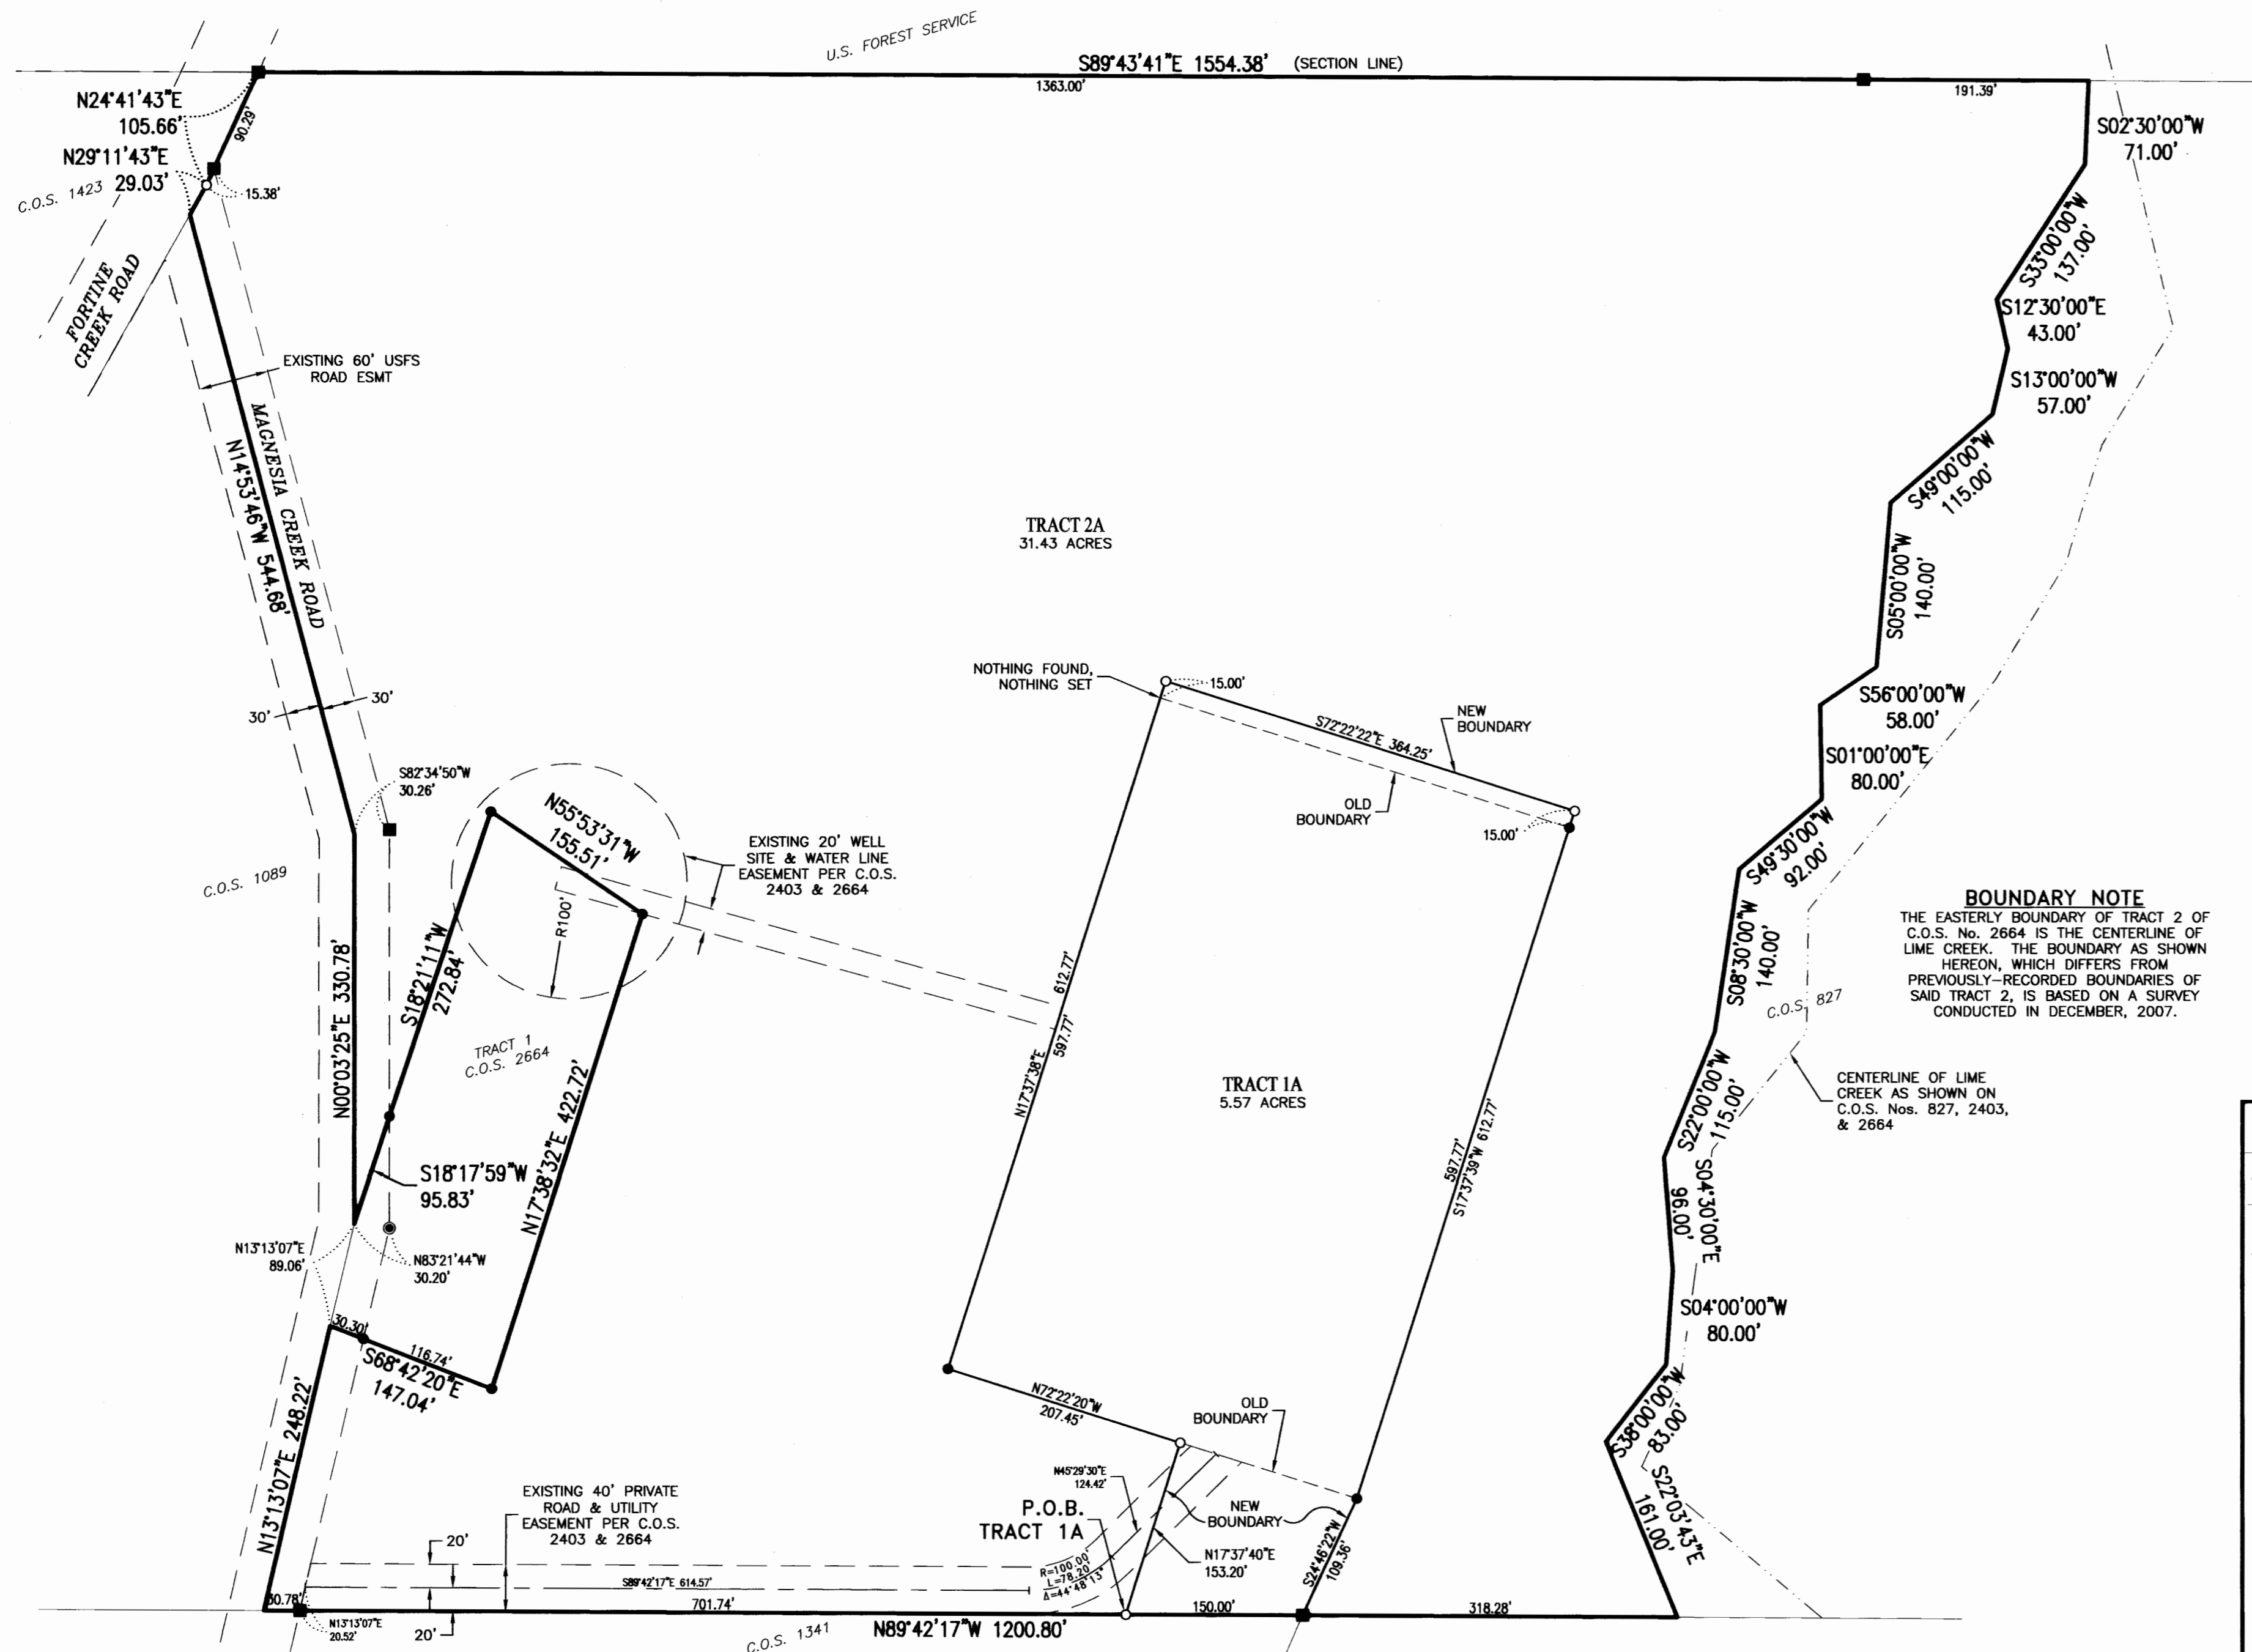 U.S. FOREST SERVICE
S89°43'41"E 1554.38' (SECTION LINE)
1363.00'
191.39'
N24°41'43"E
105.66'
90.29'
N29°11'43"E
29.03'
15.38'
C.O.S. 1423
FORTINE
CREEK ROAD
S02°30'00"W
71.00'
S33°00'00"W
137.00'
S12°30'00"E
43.00'
S13°00'00"W
57.00'
S49°00'00"W
115.00'
S05°00'00"W
140.00'
S56°00'00"W
58.00'
S01°00'00"E
80.00'
S49°30'00"W
92.00'
S08°30'00"W
140.00'
S22°00'00"W
115.00'
S04°30'00"E
96.00'
S04°00'00"W
80.00'
S38°00'00"W
83.00'
S22°03'43"E
161.00'
EXISTING 60' USFS
ROAD ESMT
MAGNESIA CREEK ROAD
N14°53'46"W 544.68'
30'
30'
TRACT 2A
31.43 ACRES
NOTHING FOUND,
NOTHING SET
15.00'
S72°22'22"E 364.25'
NEW
BOUNDARY
OLD
BOUNDARY
15.00'
S82°34'50"W
30.26'
N55°53'31"W
155.51'
EXISTING 20' WELL
SITE & WATER LINE
EASEMENT PER C.O.S.
2403 & 2664
R100'
C.O.S. 1089
N00°03'25"E 330.78'
S18°21'11"W
272.84'
TRACT 1
C.O.S. 2664
N17°38'32"E 422.72'
S18°17'59"W
95.83'
N13°13'07"E
89.06'
N83°21'44"W
30.20'
30.30'
116.74'
S68°42'20"E
147.04'
N13°13'07"E 248.22'
612.77'
597.77'
N17°37'38"E
TRACT 1A
5.57 ACRES
597.77'
S17°37'39"W 612.77'
BOUNDARY NOTE
THE EASTERLY BOUNDARY OF TRACT 2 OF
C.O.S. No. 2664 IS THE CENTERLINE OF
LIME CREEK. THE BOUNDARY AS SHOWN
HEREON, WHICH DIFFERS FROM
PREVIOUSLY-RECORDED BOUNDARIES OF
SAID TRACT 2, IS BASED ON A SURVEY
CONDUCTED IN DECEMBER, 2007.
C.O.S. 827
CENTERLINE OF LIME
CREEK AS SHOWN ON
C.O.S. Nos. 827, 2403,
& 2664
N72°22'20"W
207.45'
OLD
BOUNDARY
N45°29'30"E
124.42'
P.O.B.
TRACT 1A
NEW
BOUNDARY
N17°37'40"E
153.20'
S24°46'22"W
109.36'
EXISTING 40' PRIVATE
ROAD & UTILITY
EASEMENT PER C.O.S.
2403 & 2664
20'
R=100.00'
L=78.20'
Δ=44°48'13"
S89°42'17"E 614.57'
30.78'
701.74'
150.00'
318.28'
N13°13'07"E
20.52'
20'
C.O.S. 1341
N89°42'17"W 1200.80'